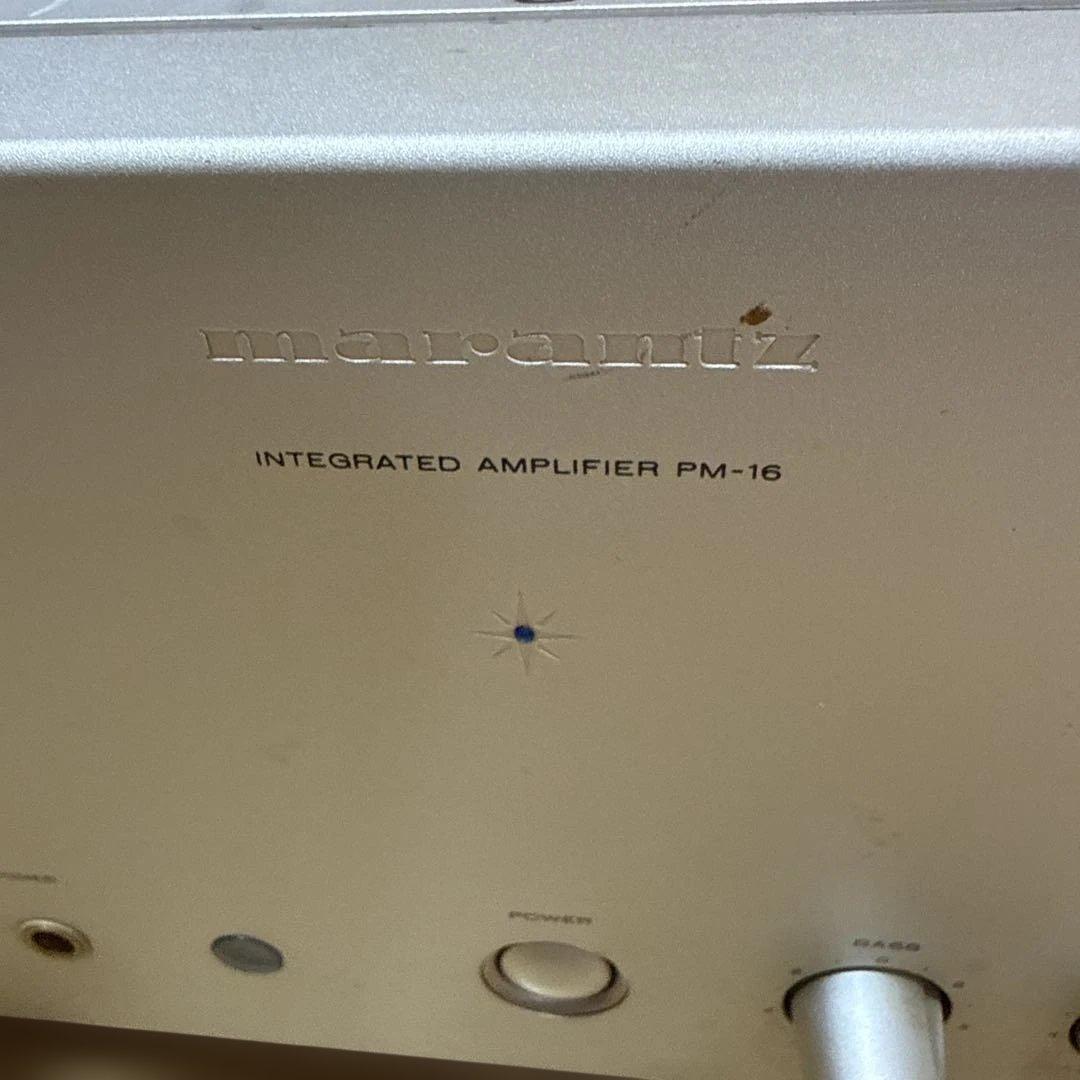 marantz
INTEGRATED AMPLIFIER PM-16
POWER
BASS